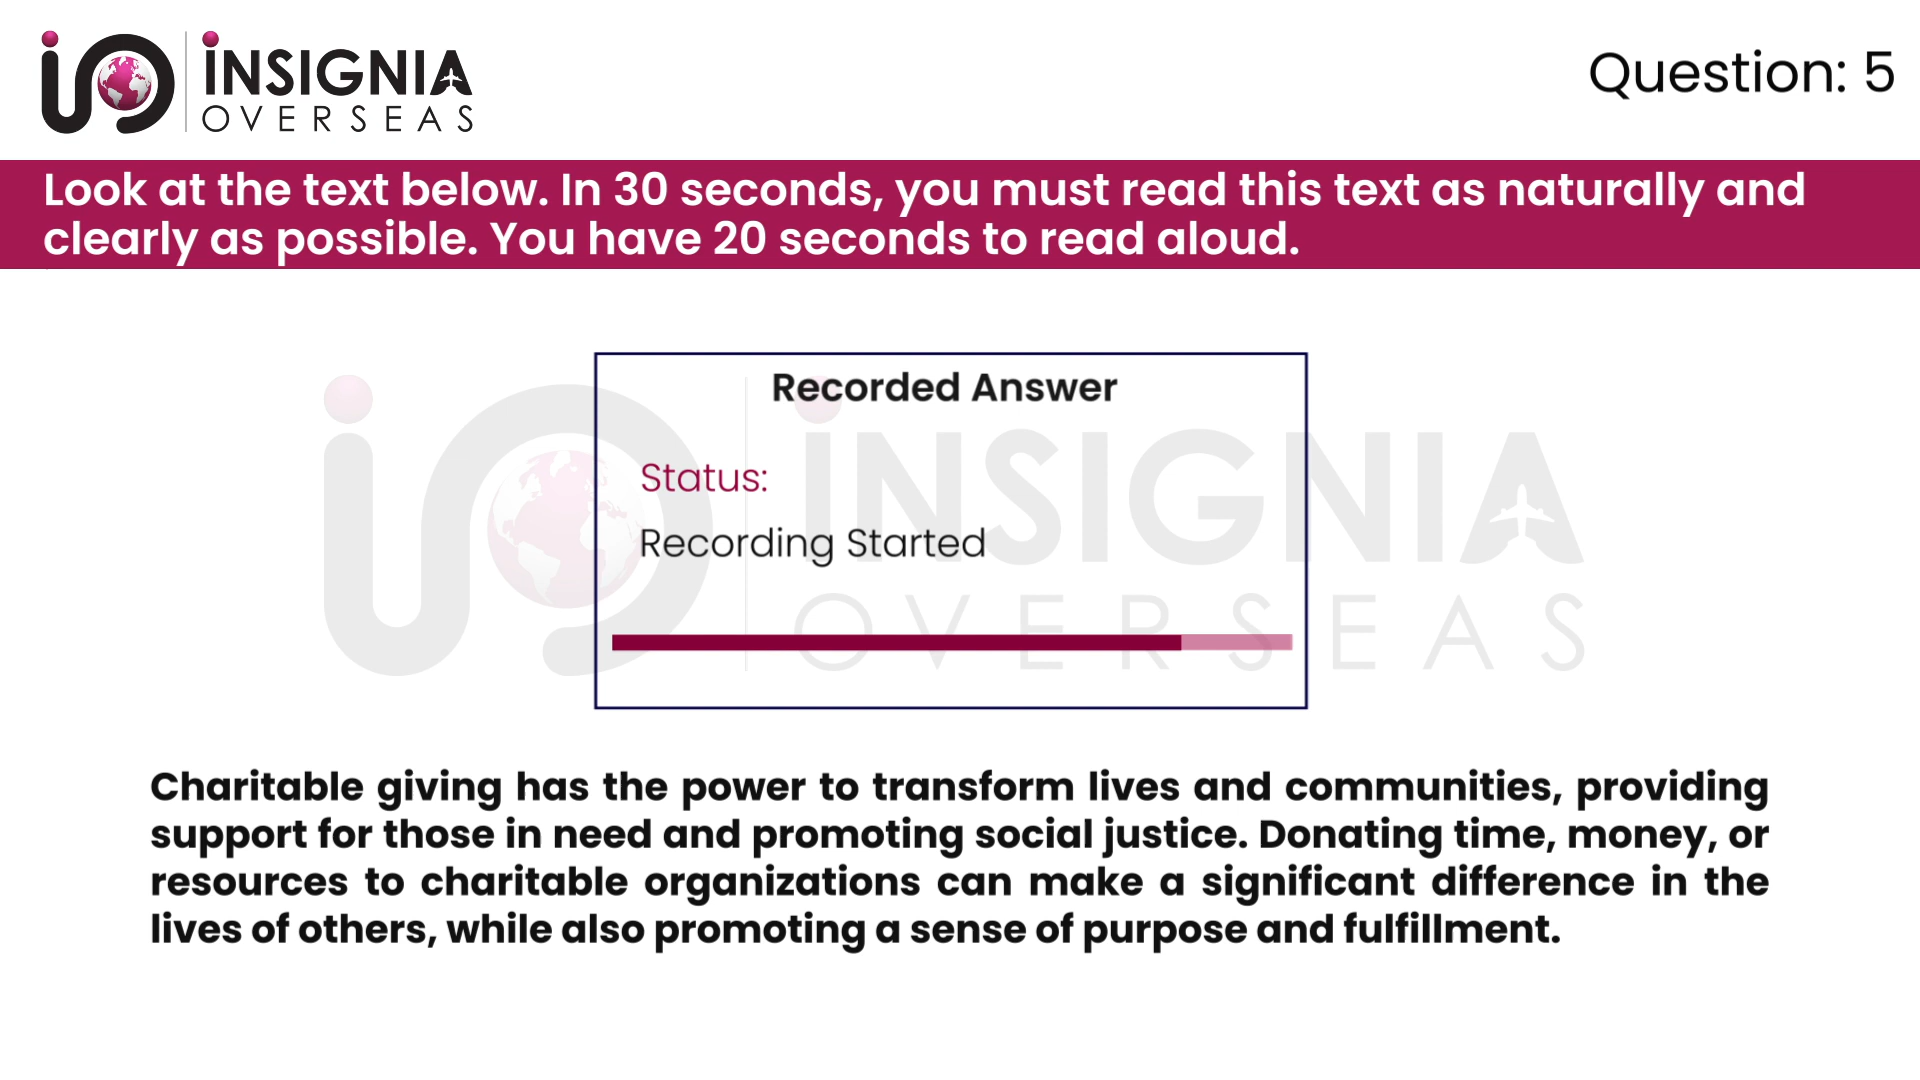 INSIGNIA
OVERSEAS
Question: 5
Look at the text below. In 30 seconds, you must read this text as naturally and
clearly as possible. You have 20 seconds to read aloud.
Recorded Answer
Status:
Recording Started
INSIGNIA
OVERSEAS
Charitable giving has the power to transform lives and communities, providing
support for those in need and promoting social justice. Donating time, money, or
resources to charitable organizations can make a significant difference in the
lives of others, while also promoting a sense of purpose and fulfillment.